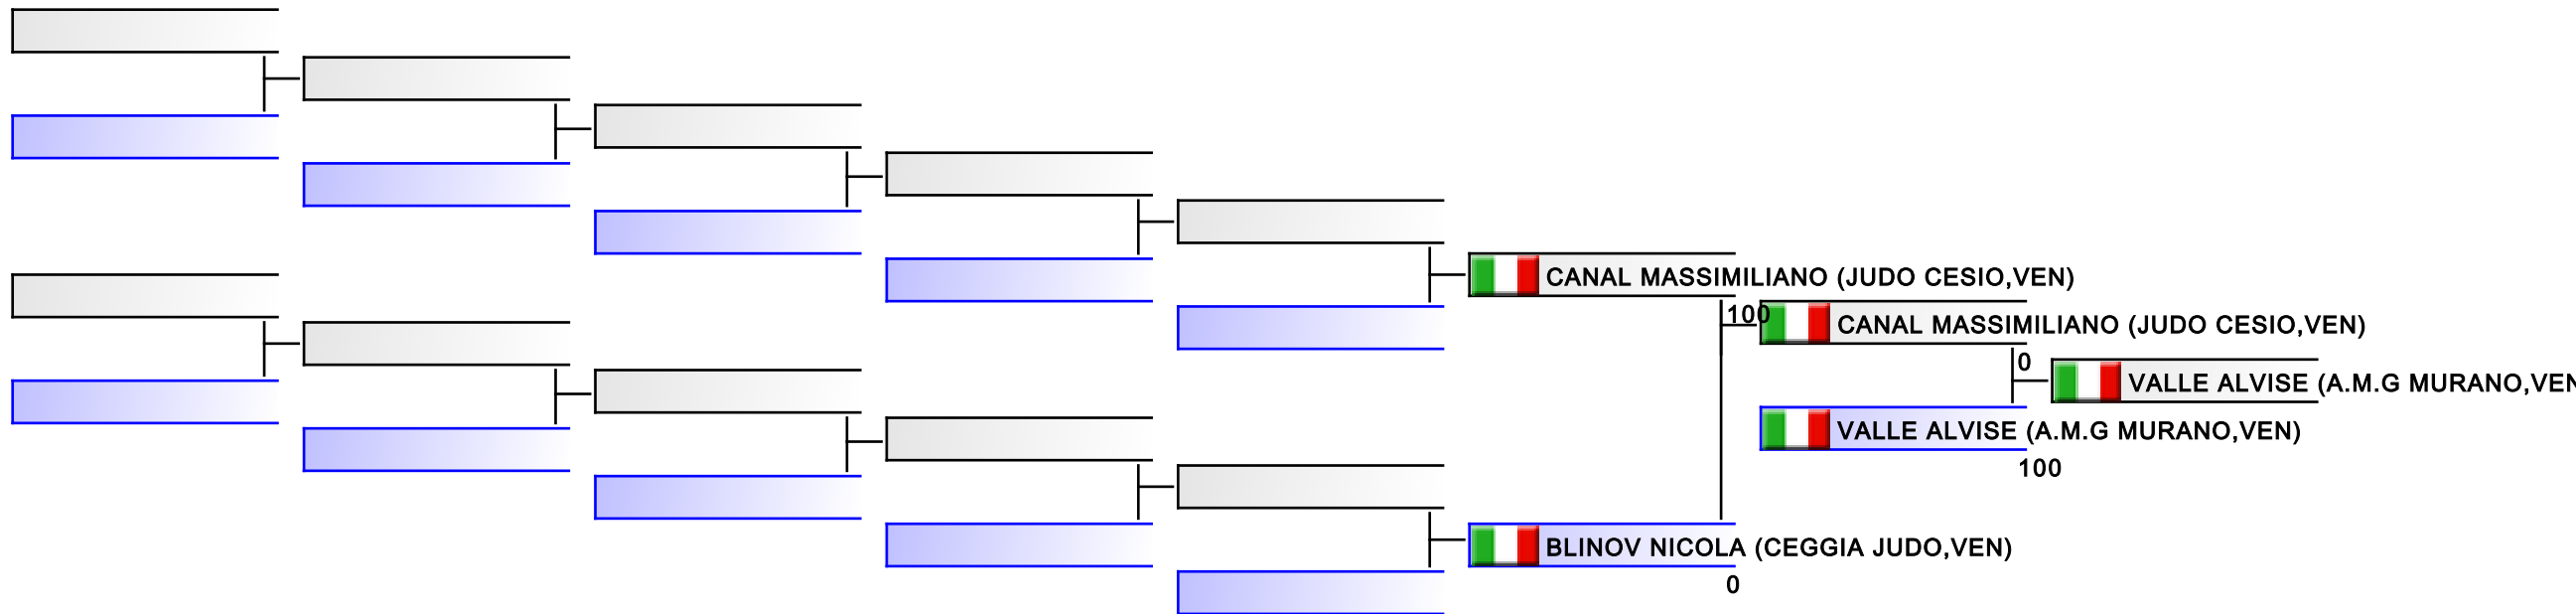 CANAL MASSIMILIANO (JUDO CESIO,VEN)
100
CANAL MASSIMILIANO (JUDO CESIO,VEN)
0
VALLE ALVISE (A.M.G MURANO,VEN
VALLE ALVISE (A.M.G MURANO,VEN)
100
BLINOV NICOLA (CEGGIA JUDO,VEN)
0